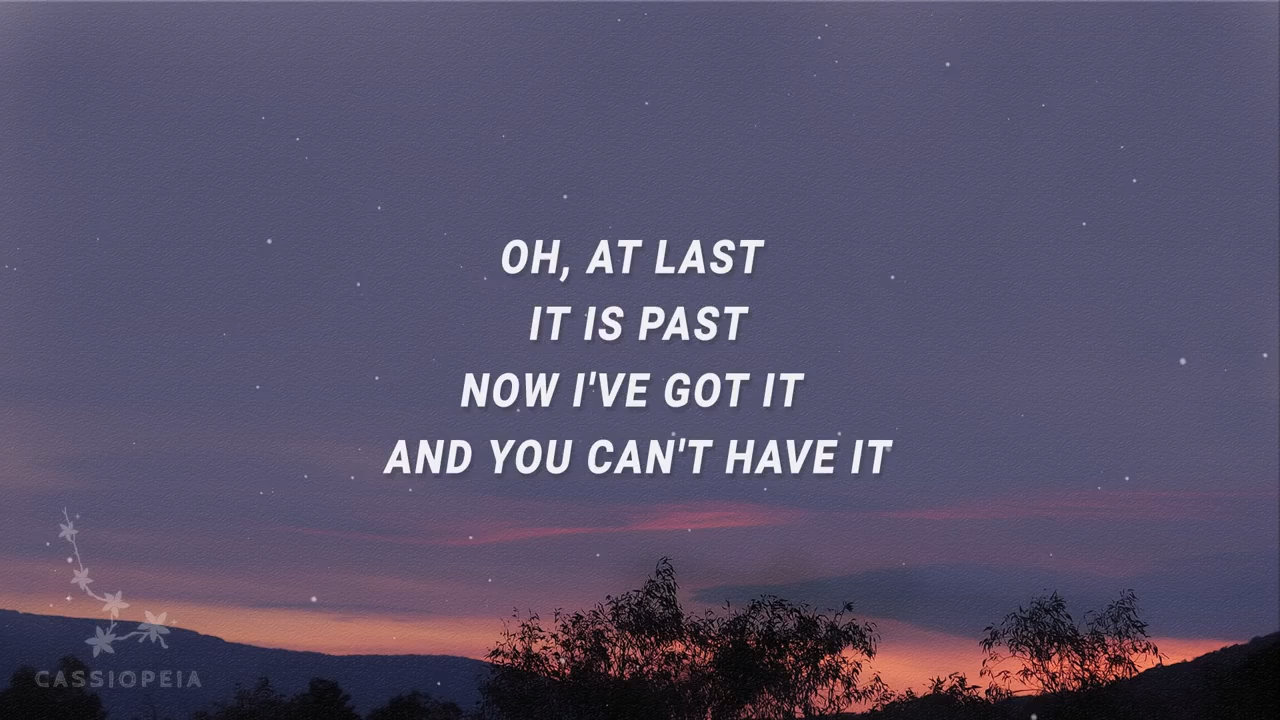 OH, AT LAST
IT IS PAST
NOW I'VE GOT IT
AND YOU CAN'T HAVE IT
CASSIOPEIA